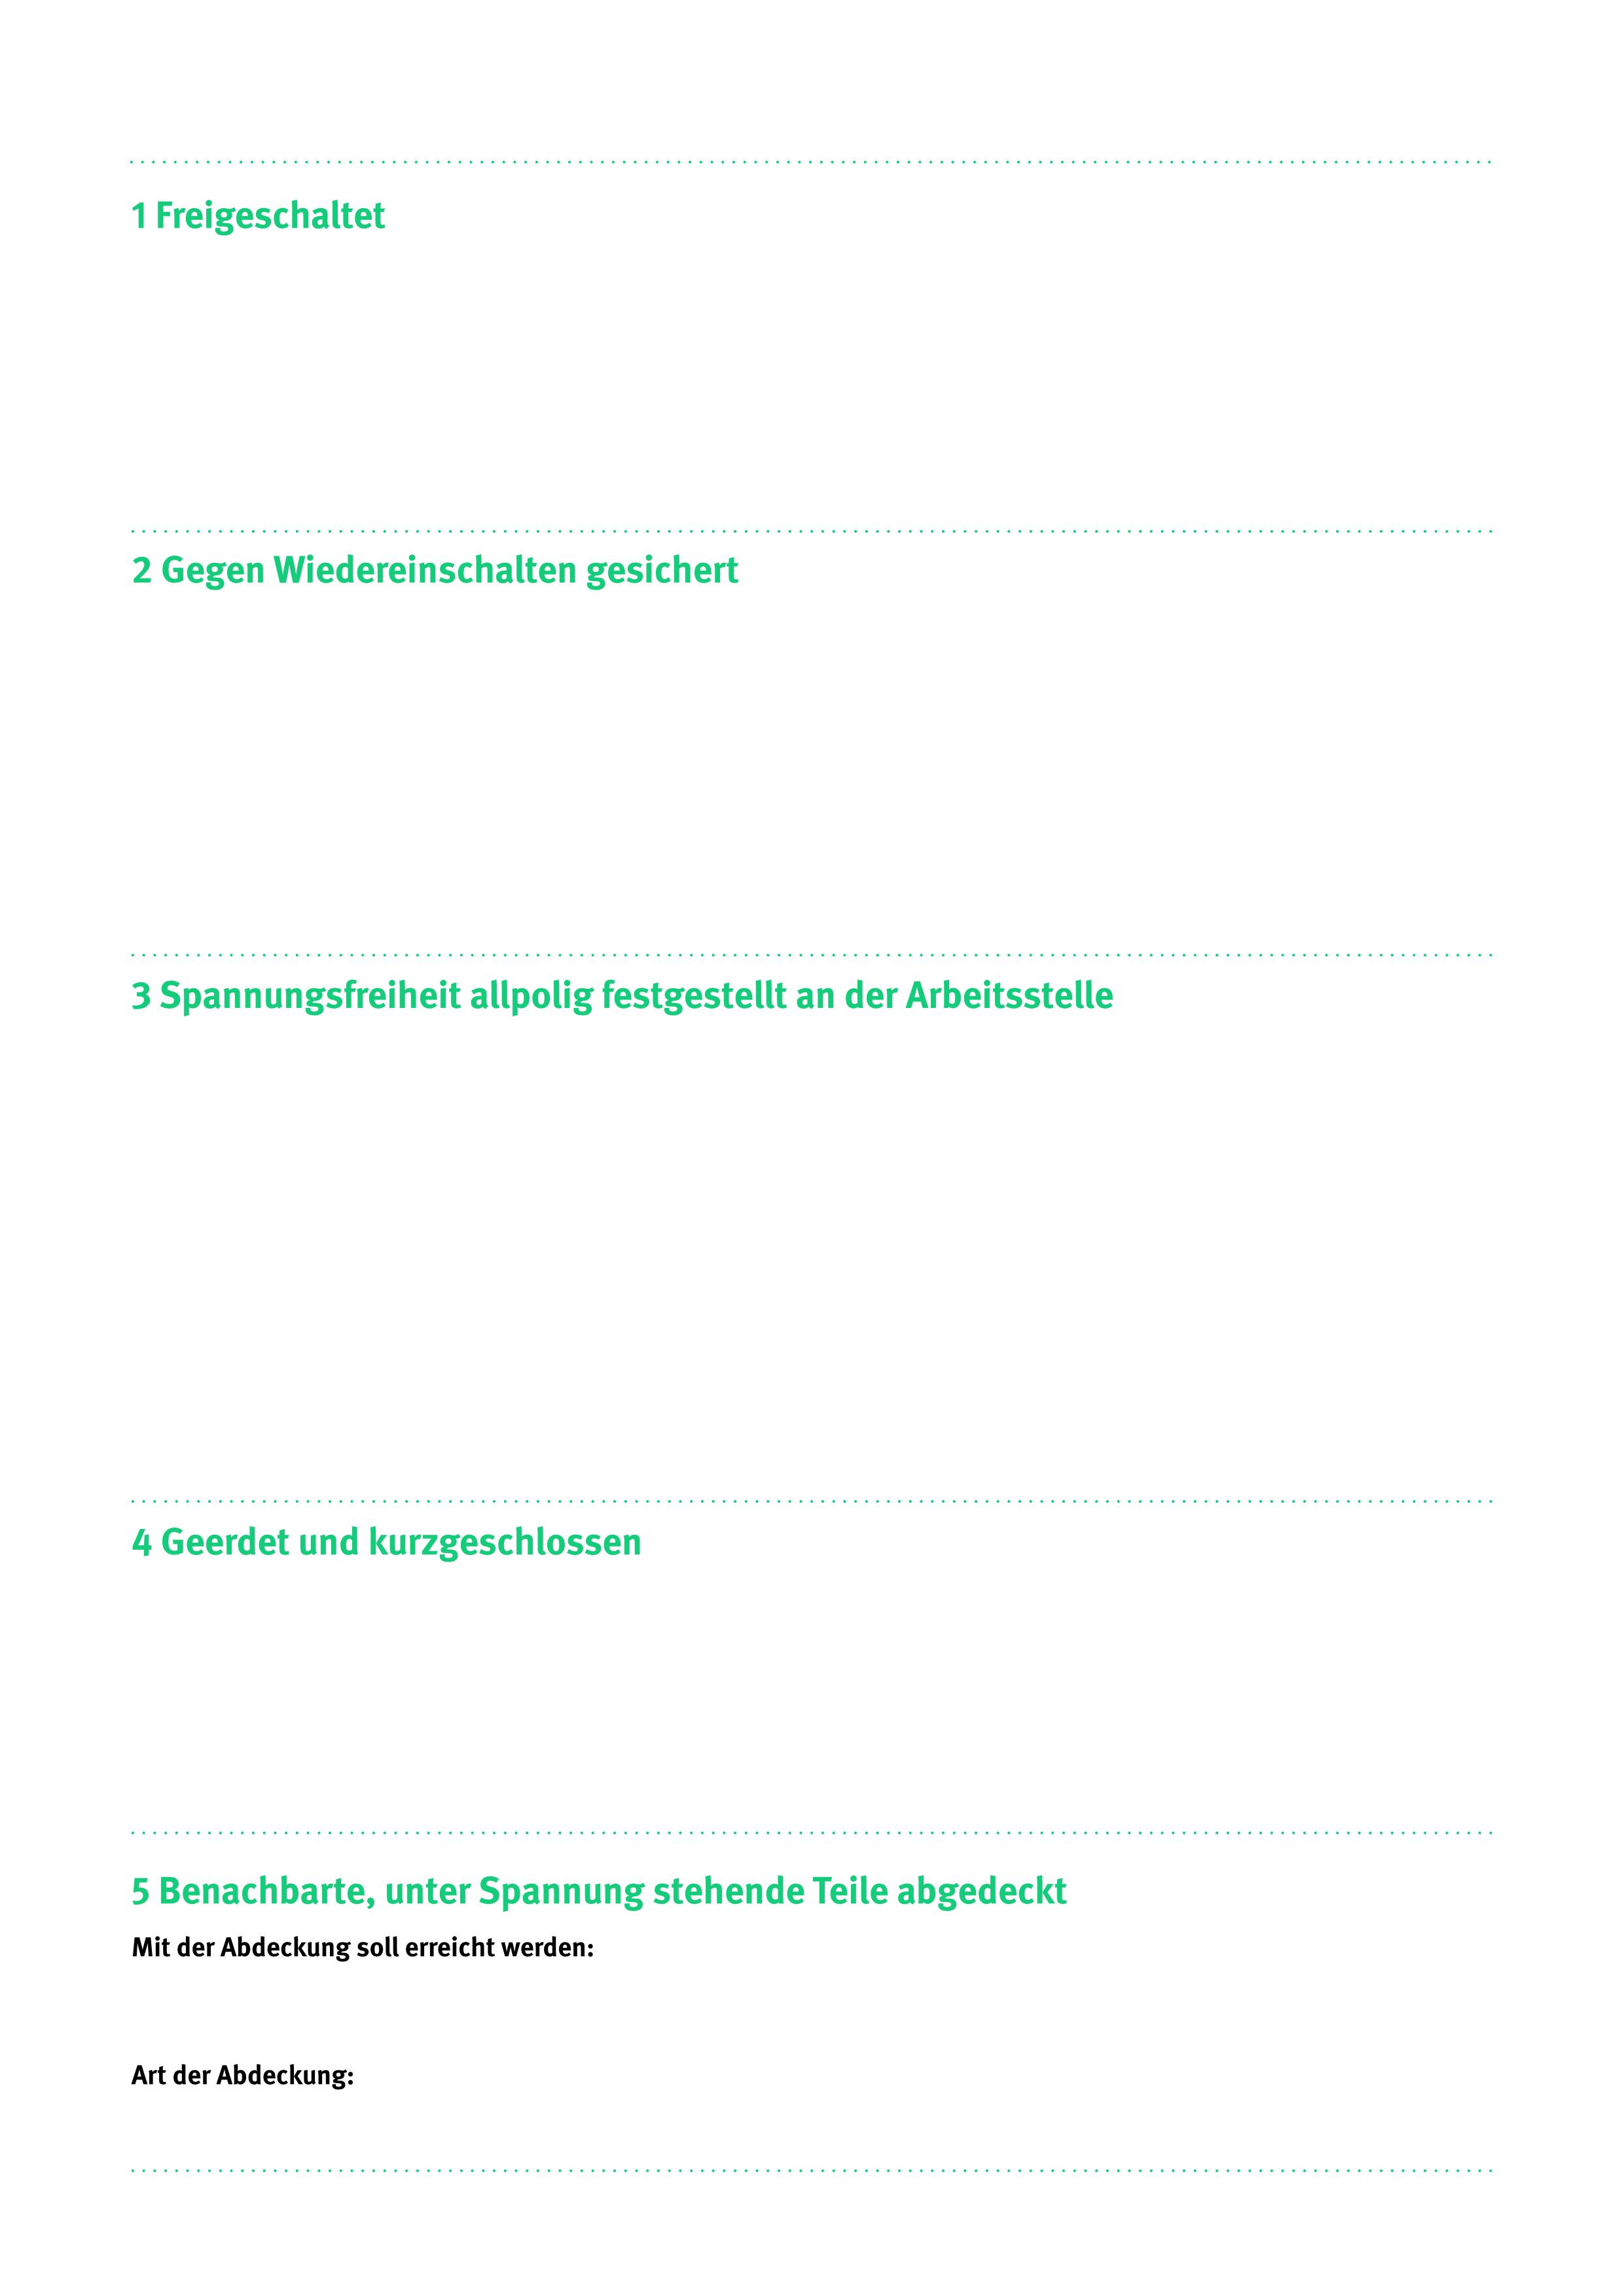 1 Freigeschaltet
2 Gegen Wiedereinschalten gesichert
3 Spannungsfreiheit allpolig festgestellt an der Arbeitsstelle
4 Geerdet und kurzgeschlossen
5 Benachbarte, unter Spannung stehende Teile abgedeckt
Mit der Abdeckung soll erreicht werden:
Art der Abdeckung: